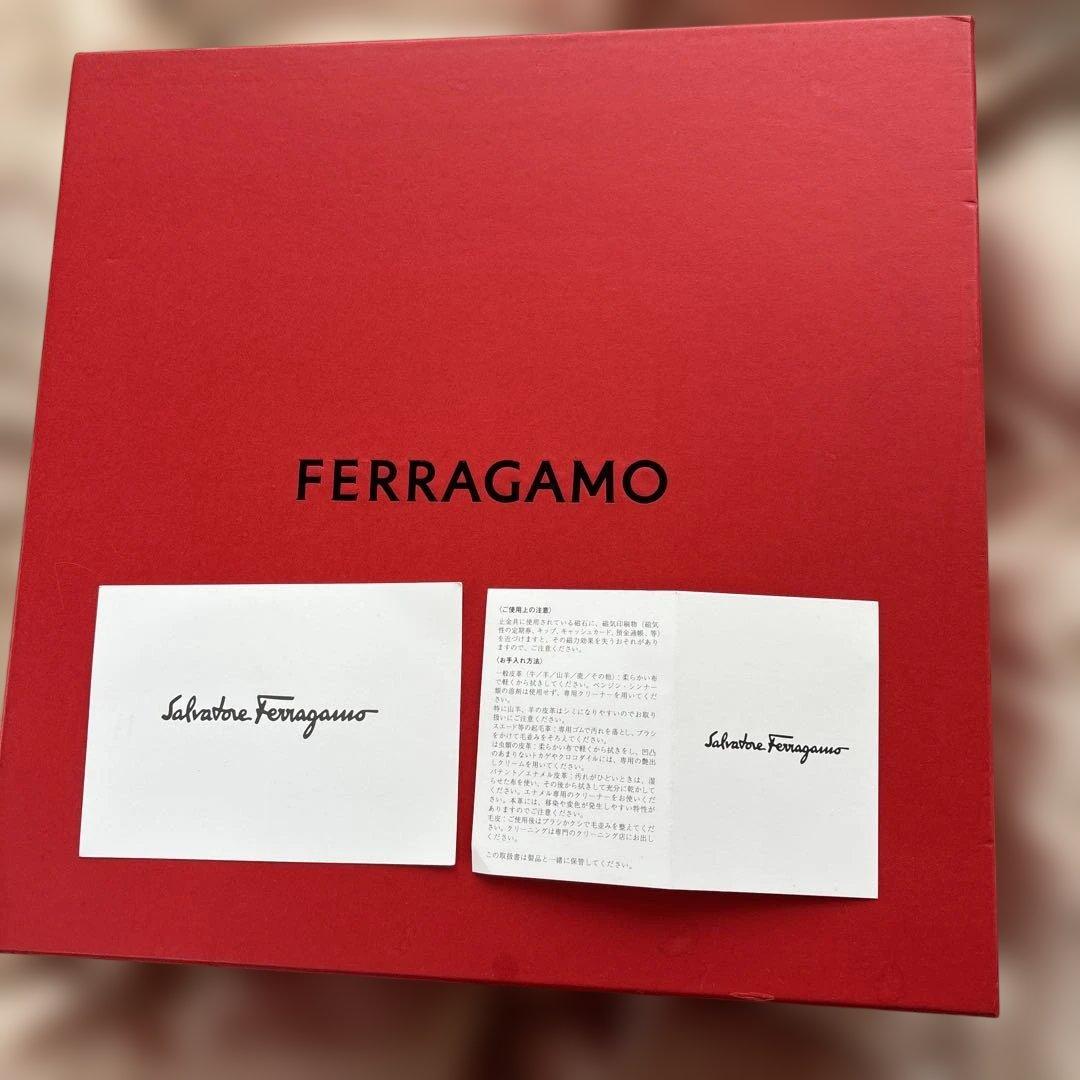 FERRAGAMO
Salvatore Ferragamo
〈ご使用上の注意〉
止金具に使用されている磁石に、磁気印刷物（磁気
性の定期券、キップ、キャッシュカード、預金通帳、等）
を近づけますと、その磁力効果を失うおそれがあり
ますので、ご注意ください。
〈お手入れ方法〉
一般皮革（牛／羊／山羊／鹿／その他）：柔らかい布
で軽くから拭きしてください。ベンジン・シンナー
類の溶剤は使用せず、専用クリーナーを用いてくだ
さい。
特に山羊、羊の皮革はシミになりやすいのでお取り
扱いにご注意ください。
スエード等の起毛革：専用ゴムで汚れを落とし、ブラシ
をかけて毛並みをそろえてください。
は虫類の皮革：柔らかい布で軽くから拭きをし、凹凸
のあまりないトカゲやクロコダイルには、専用の艶出
しクリームを用いてください。
パテント／エナメル皮革：汚れがひどいときは、湿
らせた布を使い、その後から拭きして充分に乾かして
ください。エナメル専用のクリーナーをお使いくだ
さい。本革には、移染や変色が発生しやすい特性が
ありますのでご注意ください。
毛皮：ご使用後はブラシかクシで毛並みを整えてくだ
さい。クリーニングは専門のクリーニング店にお出し
ください。
この取扱書は製品と一緒に保管してください。
Salvatore Ferragamo